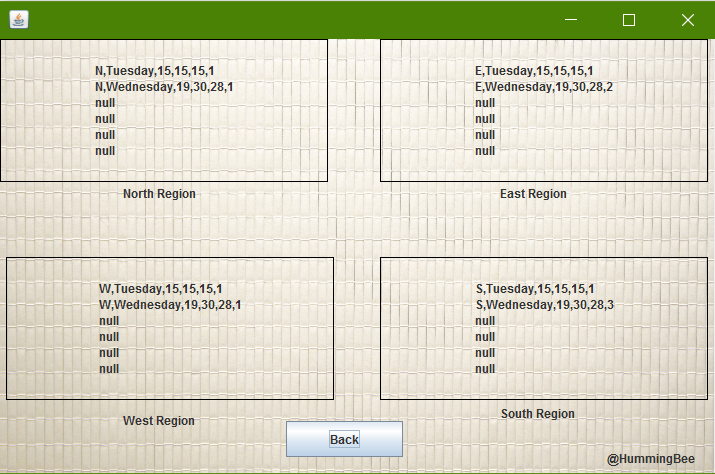 N,Tuesday,15,15,15,1
N,Wednesday,19,30,28,1
null
null
null
null
North Region
E,Tuesday,15,15,15,1
E,Wednesday,19,30,28,2
null
null
null
null
East Region
W,Tuesday,15,15,15,1
W,Wednesday,19,30,28,1
null
null
null
null
West Region
S,Tuesday,15,15,15,1
S,Wednesday,19,30,28,3
null
null
null
null
South Region
Back
@HummingBee